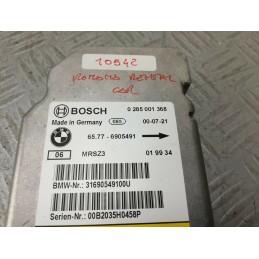 10942
BOSCH 0 285 001 368
Made in Germany 00-07-21
65.77 - 6905491
06 MRSZ3 01 99 34
BMW-Nr.: 31690549100U
Serien-Nr.: 00B2035H0458P